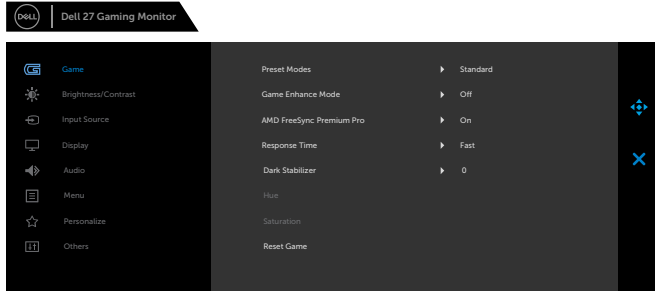 DELL
Dell 27 Gaming Monitor
Game
Preset Modes
Standard
Brightness/Contrast
Game Enhance Mode
Off
Input Source
AMD FreeSync Premium Pro
On
Display
Response Time
Fast
Audio
Dark Stabilizer
0
Menu
Hue
Personalize
Saturation
Others
Reset Game